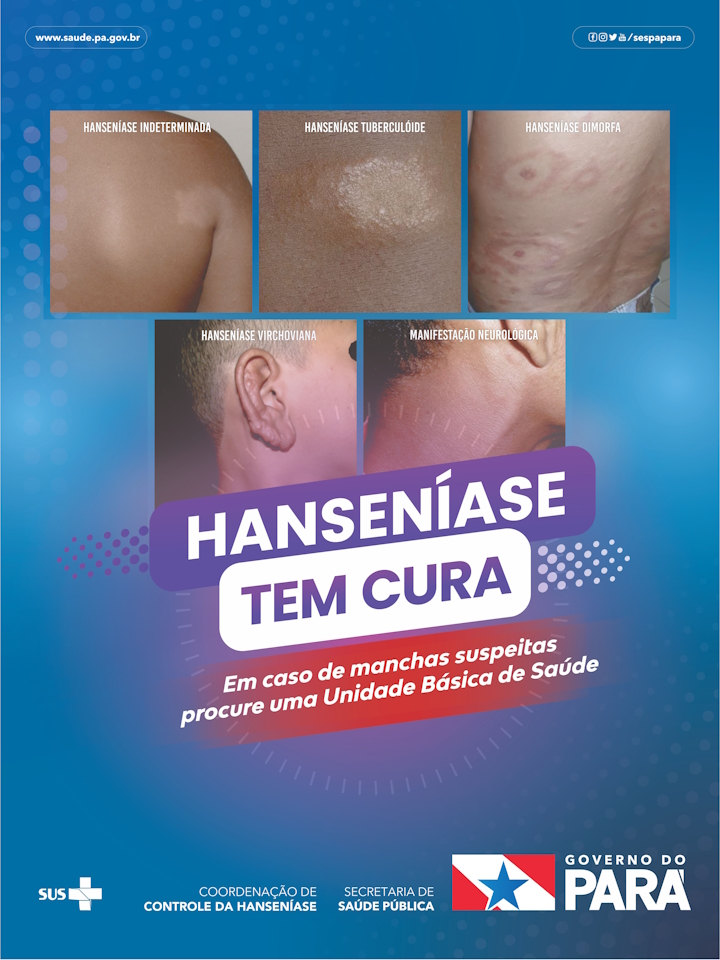 www.saude.pa.gov.br
/sespapara
HANSENÍASE INDETERMINADA
HANSENÍASE TUBERCULÓIDE
HANSENÍASE DIMORFA
HANSENÍASE VIRCHOVIANA
MANIFESTAÇÃO NEUROLÓGICA
HANSENÍASE
TEM CURA
Em caso de manchas suspeitas
procure uma Unidade Básica de Saúde
SUS
COORDENAÇÃO DE
CONTROLE DA HANSENÍASE
SECRETARIA DE
SAÚDE PÚBLICA
GOVERNO DO
PARÁ